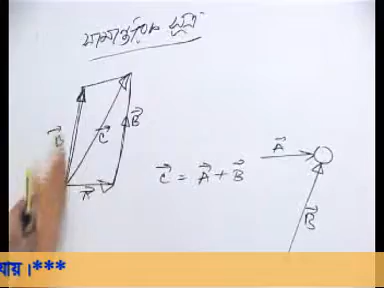 সামান্তরিক সূত্র
B⃗
C⃗
B⃗
A⃗
C⃗ = A⃗ + B⃗
A⃗
B⃗
যায়।***